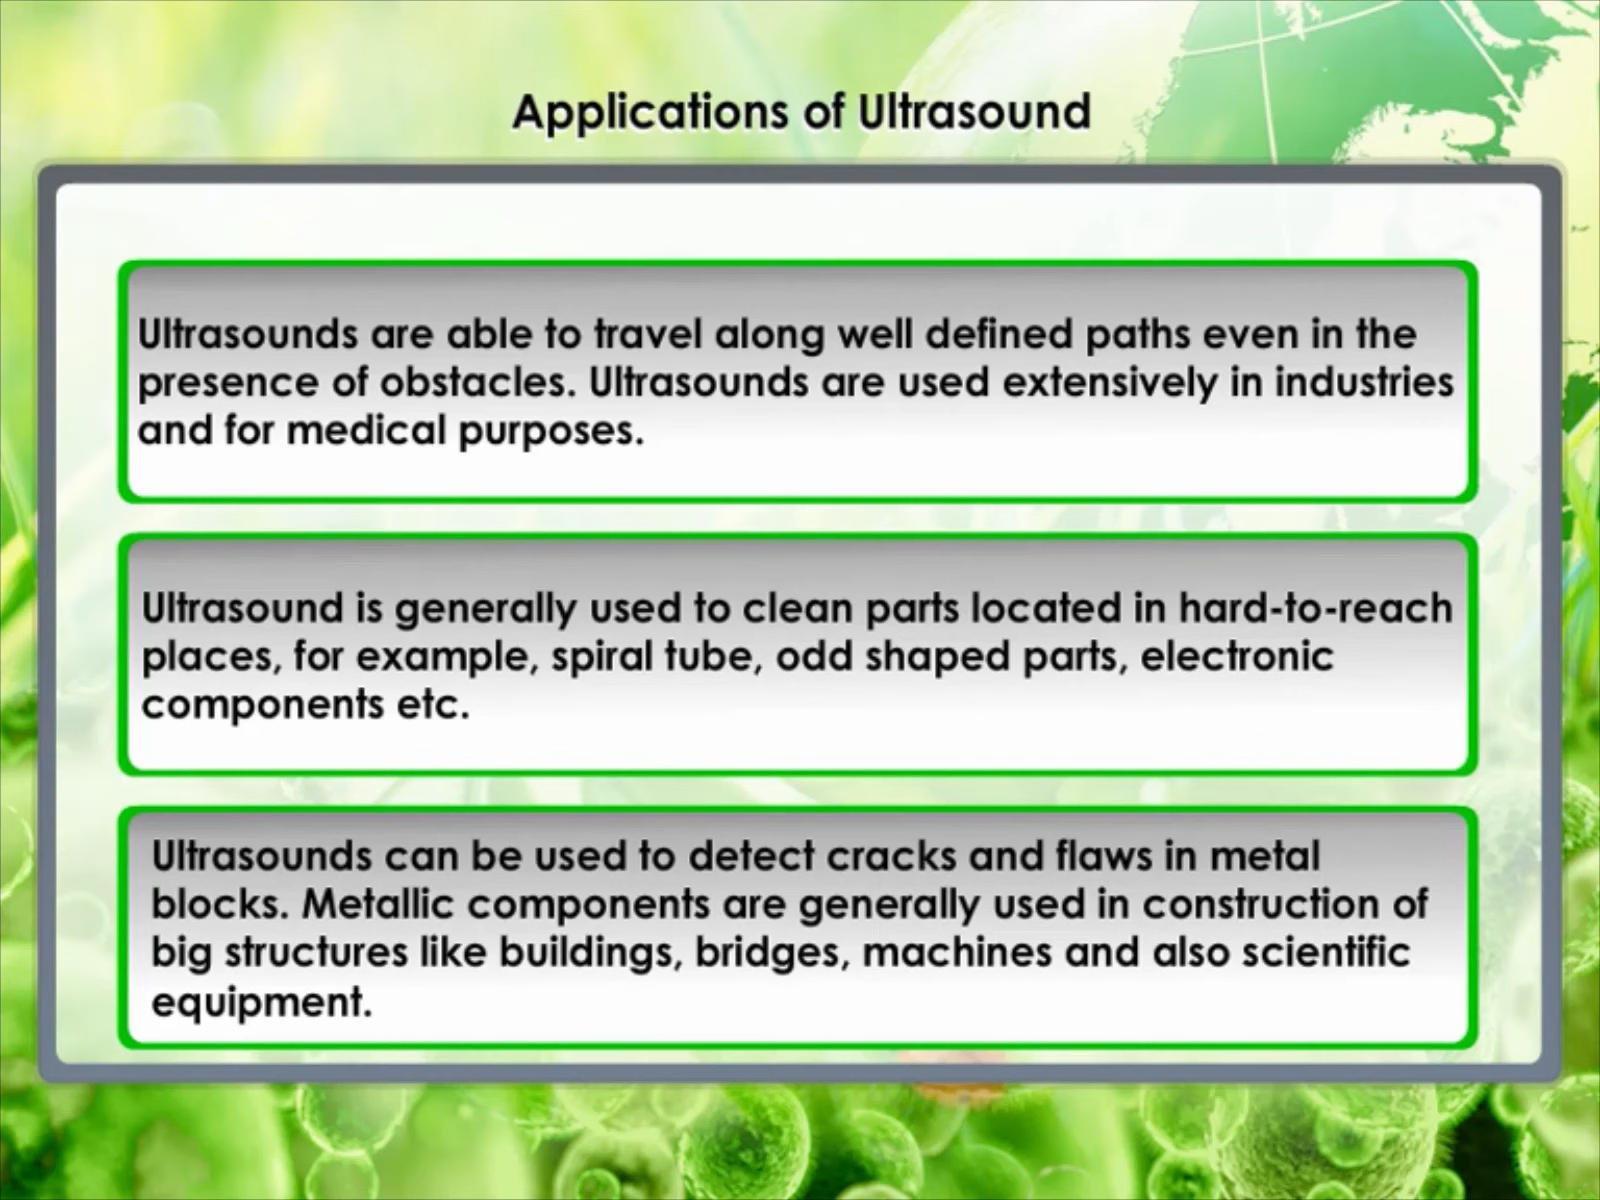 Applications of Ultrasound
Ultrasounds are able to travel along well defined paths even in the
presence of obstacles. Ultrasounds are used extensively in industries
and for medical purposes.
Ultrasound is generally used to clean parts located in hard-to-reach
places, for example, spiral tube, odd shaped parts, electronic
components etc.
Ultrasounds can be used to detect cracks and flaws in metal
blocks. Metallic components are generally used in construction of
big structures like buildings, bridges, machines and also scientific
equipment.